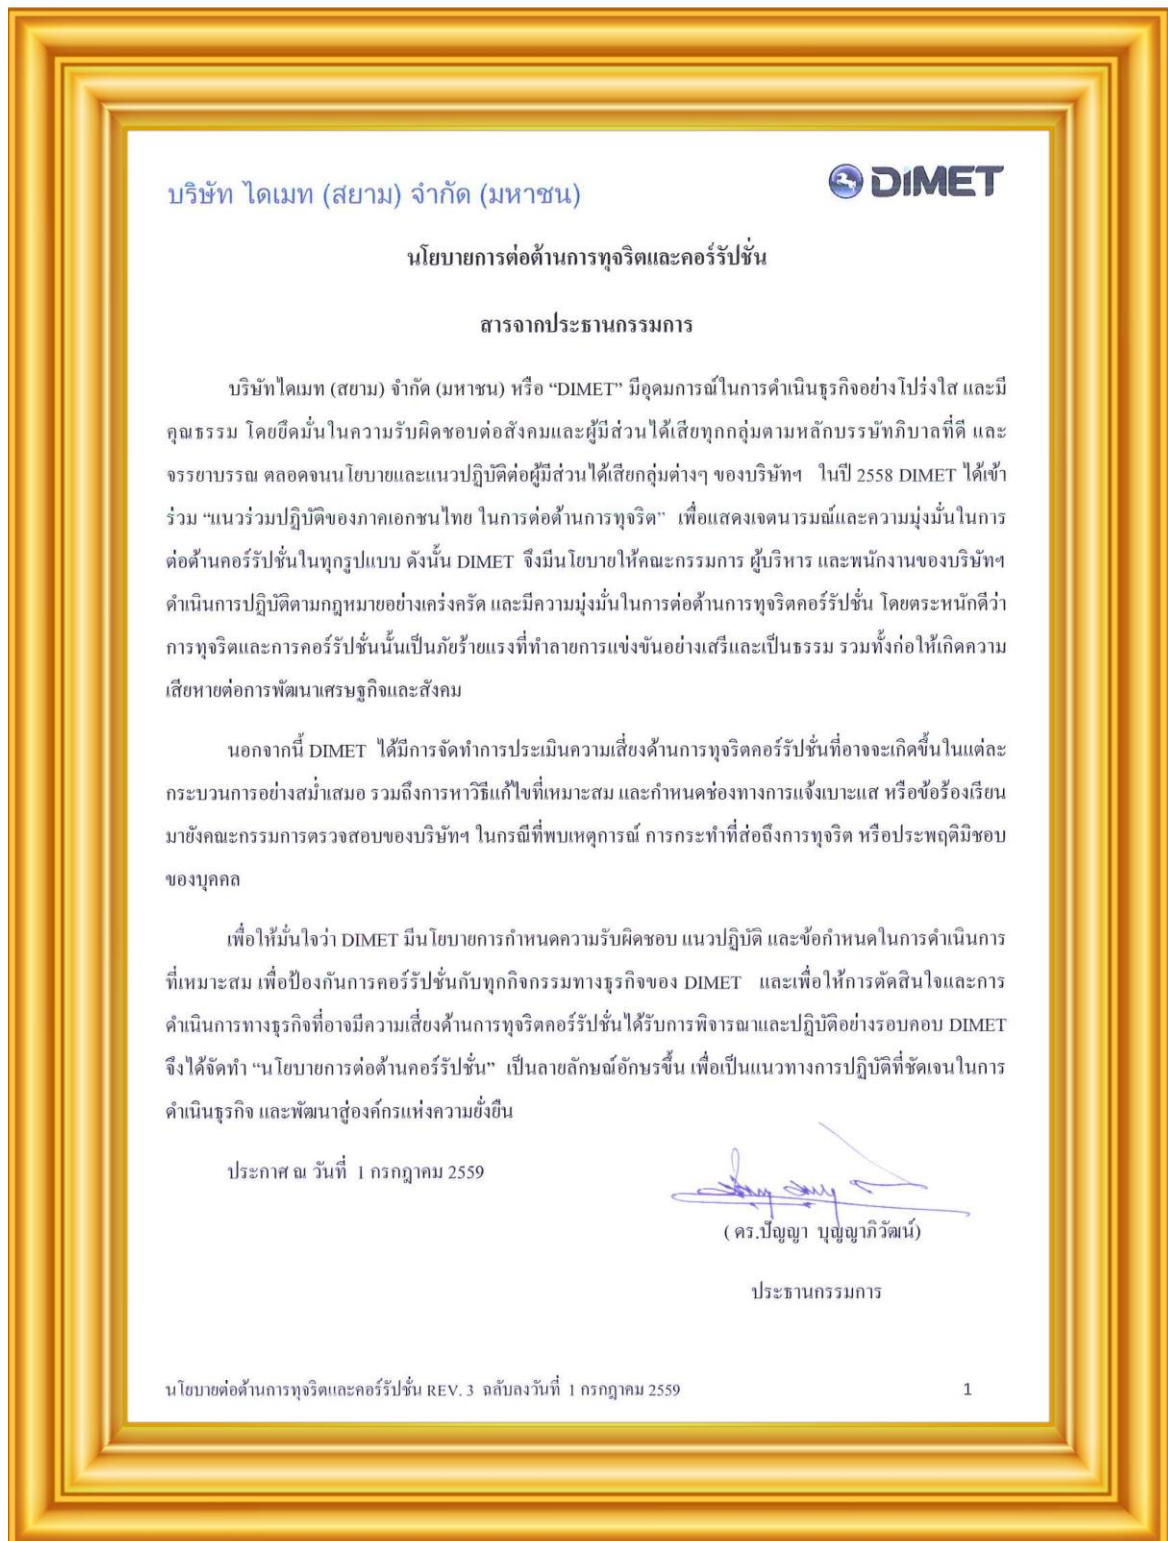 บริษัท ไดเมท (สยาม) จำกัด (มหาชน)
DIMET
นโยบายการต่อต้านการทุจริตและคอร์รัปชั่น
สารจากประธานกรรมการ
บริษัทไดเมท (สยาม) จำกัด (มหาชน) หรือ “DIMET” มีอุดมการณ์ในการดำเนินธุรกิจอย่างโปร่งใส และมี
คุณธรรม โดยยึดมั่นในความรับผิดชอบต่อสังคมและผู้มีส่วนได้เสียทุกกลุ่มตามหลักบรรษัทภิบาลที่ดี และ
จรรยาบรรณ ตลอดจนนโยบายและแนวปฏิบัติต่อผู้มีส่วนได้เสียกลุ่มต่างๆ ของบริษัทฯ ในปี 2558 DIMET ได้เข้า
ร่วม “แนวร่วมปฏิบัติของภาคเอกชนไทย ในการต่อต้านการทุจริต” เพื่อแสดงเจตนารมณ์และความมุ่งมั่นในการ
ต่อต้านคอร์รัปชั่นในทุกรูปแบบ ดังนั้น DIMET จึงมีนโยบายให้คณะกรรมการ ผู้บริหาร และพนักงานของบริษัทฯ
ดำเนินการปฏิบัติตามกฎหมายอย่างเคร่งครัด และมีความมุ่งมั่นในการต่อต้านการทุจริตคอร์รัปชั่น โดยตระหนักดีว่า
การทุจริตและการคอร์รัปชั่นนั้นเป็นภัยร้ายแรงที่ทำลายการแข่งขันอย่างเสรีและเป็นธรรม รวมทั้งก่อให้เกิดความ
เสียหายต่อการพัฒนาเศรษฐกิจและสังคม
นอกจากนี้ DIMET ได้มีการจัดทำการประเมินความเสี่ยงด้านการทุจริตคอร์รัปชั่นที่อาจจะเกิดขึ้นในแต่ละ
กระบวนการอย่างสม่ำเสมอ รวมถึงการหาวิธีแก้ไขที่เหมาะสม และกำหนดช่องทางการแจ้งเบาะแส หรือข้อร้องเรียน
มายังคณะกรรมการตรวจสอบของบริษัทฯ ในกรณีที่พบเหตุการณ์ การกระทำที่ส่อถึงการทุจริต หรือประพฤติมิชอบ
ของบุคคล
เพื่อให้มั่นใจว่า DIMET มีนโยบายการกำหนดความรับผิดชอบ แนวปฏิบัติ และข้อกำหนดในการดำเนินการ
ที่เหมาะสม เพื่อป้องกันการคอร์รัปชั่นกับทุกกิจกรรมทางธุรกิจของ DIMET และเพื่อให้การตัดสินใจและการ
ดำเนินการทางธุรกิจที่อาจมีความเสี่ยงด้านการทุจริตคอร์รัปชั่นได้รับการพิจารณาและปฏิบัติอย่างรอบคอบ DIMET
จึงได้จัดทำ “นโยบายการต่อต้านคอร์รัปชั่น” เป็นลายลักษณ์อักษรขึ้น เพื่อเป็นแนวทางการปฏิบัติที่ชัดเจนในการ
ดำเนินธุรกิจ และพัฒนาสู่องค์กรแห่งความยั่งยืน
ประกาศ ณ วันที่ 1 กรกฎาคม 2559
( ดร.ปัญญา บุญญาภิวัฒน์)
ประธานกรรมการ
นโยบายต่อต้านการทุจริตและคอร์รัปชั่น REV. 3 ฉลับลงวันที่ 1 กรกฎาคม 2559 1